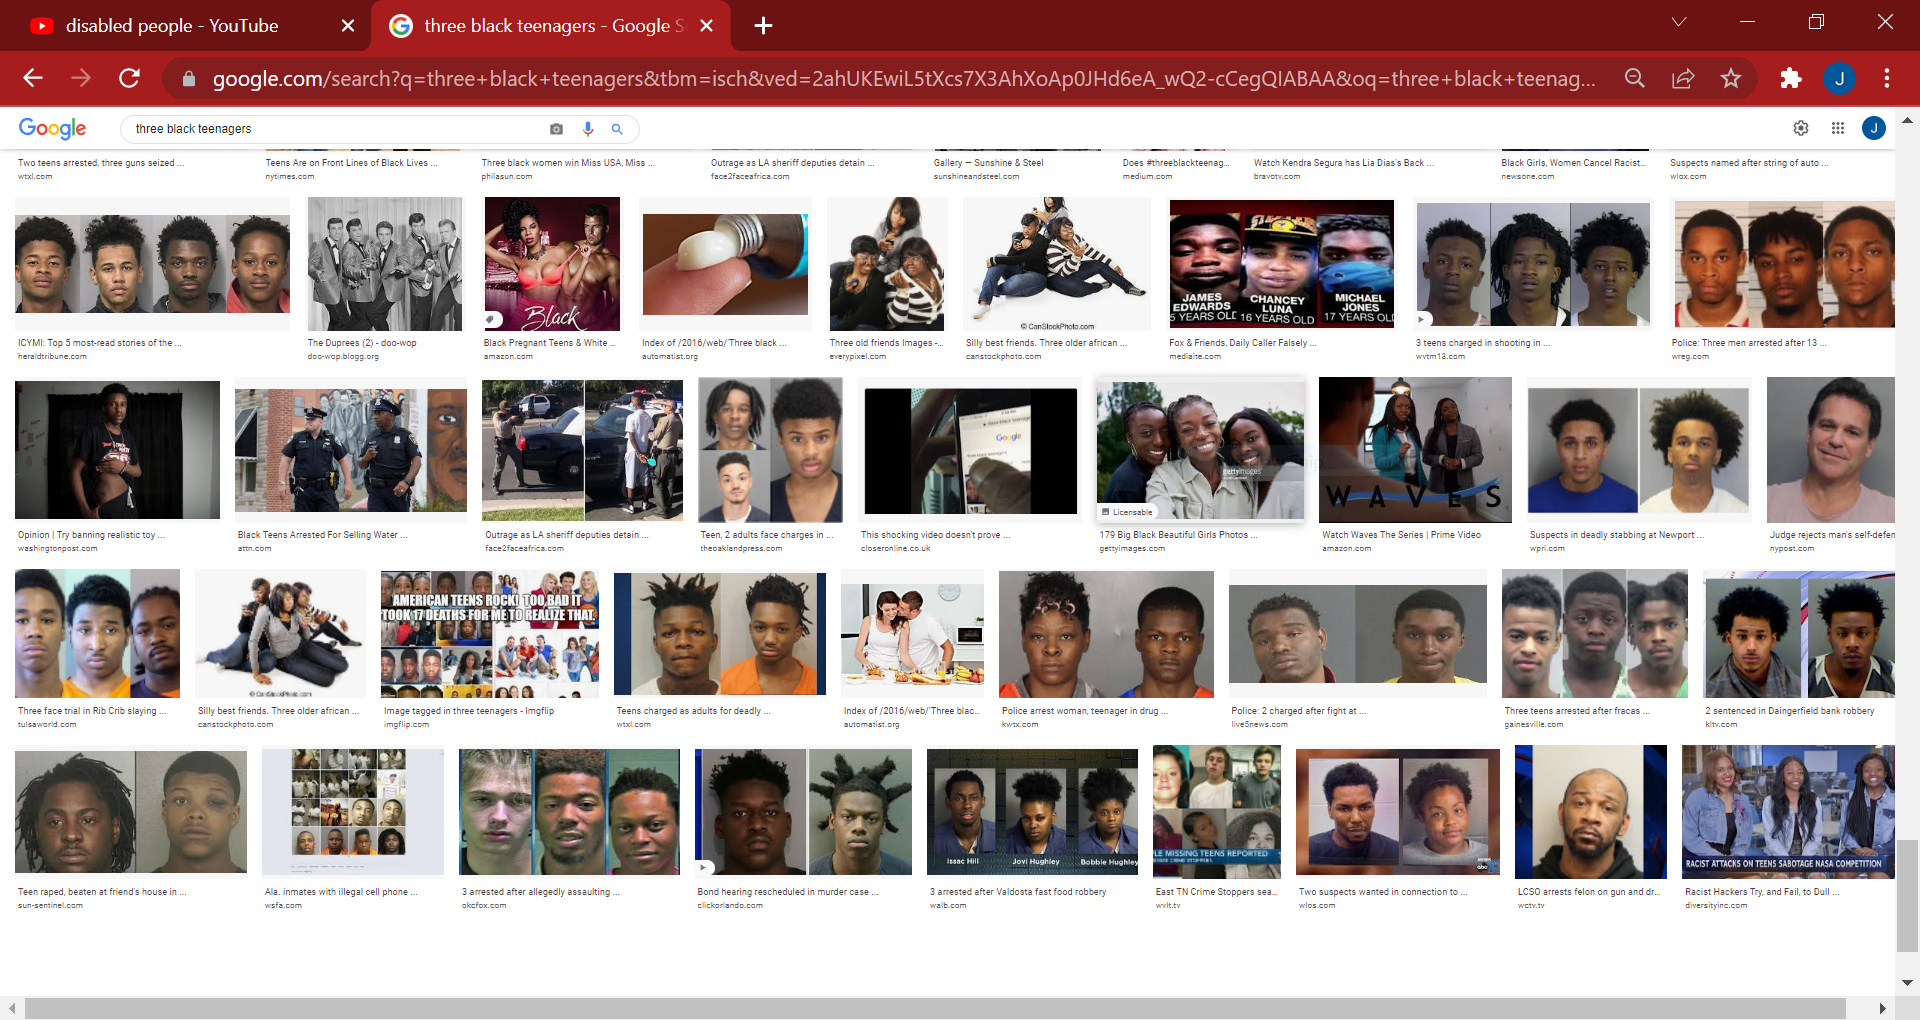 disabled people - YouTube
three black teenagers - Google S
google.com/search?q=three+black+teenagers&tbm=isch&ved=2ahUKEwiL5tXcs7X3AhXoAp0JHd6eA_wQ2-cCegQIABAA&oq=three+black+teenag...
J
Google
three black teenagers
J
Two teens arrested, three guns seized ...
wtxl.com
Teens Are on Front Lines of Black Lives ...
nytimes.com
Three black women win Miss USA, Miss ...
philasun.com
Outrage as LA sheriff deputies detain ...
face2faceafrica.com
Gallery — Sunshine & Steel
sunshineandsteel.com
Does #threeblackteenag...
medium.com
Watch Kendra Segura has Lia Dias's Back ...
bravotv.com
Black Girls, Women Cancel Racist...
newsone.com
Suspects named after string of auto ...
wlox.com
Black
© CanStockPhoto.com
JAMES
EDWARDS
5 YEARS OLD
CHANCEY
LUNA
16 YEARS OLD
MICHAEL
JONES
17 YEARS OLD
ICYMI: Top 5 most-read stories of the ...
heraldtribune.com
The Duprees (2) - doo-wop
doo-wop.blogg.org
Black Pregnant Teens & White ...
amazon.com
Index of /2016/web/'Three black ...
automatist.org
Three old friends Images -...
everypixel.com
Silly best friends. Three older african ...
canstockphoto.com
Fox & Friends, Daily Caller Falsely ...
mediaite.com
3 teens charged in shooting in ...
wvtm13.com
Police: Three men arrested after 13 ...
wreg.com
Google
gettyimages
Licensable
WAVES
Opinion | Try banning realistic toy ...
washingtonpost.com
Black Teens Arrested For Selling Water ...
attn.com
Outrage as LA sheriff deputies detain ...
face2faceafrica.com
Teen, 2 adults face charges in ...
theoaklandpress.com
This shocking video doesn't prove ...
closeronline.co.uk
179 Big Black Beautiful Girls Photos ...
gettyimages.com
Watch Waves The Series | Prime Video
amazon.com
Suspects in deadly stabbing at Newport ...
wpri.com
Judge rejects man's self-defen
nypost.com
© CanStockPhoto.com
AMERICAN TEENS ROCK! TOO BAD IT
TOOK 17 DEATHS FOR ME TO REALIZE THAT.
Three face trial in Rib Crib slaying ...
tulsaworld.com
Silly best friends. Three older african ...
canstockphoto.com
Image tagged in three teenagers - Imgflip
imgflip.com
Teens charged as adults for deadly ...
wtxl.com
Index of /2016/web/'Three blac...
automatist.org
Police arrest woman, teenager in drug ...
kwtx.com
Police: 2 charged after fight at ...
live5news.com
Three teens arrested after fracas ...
gainesville.com
2 sentenced in Daingerfield bank robbery
kltv.com
Issac Hill
Jovi Hughley
Bobbie Hughley
PLE MISSING TEENS REPORTED
abc
RACIST ATTACKS ON TEENS SABOTAGE NASA COMPETITION
Teen raped, beaten at friend's house in ...
sun-sentinel.com
Ala. inmates with illegal cell phone ...
wsfa.com
3 arrested after allegedly assaulting ...
okcfox.com
Bond hearing rescheduled in murder case ...
clickorlando.com
3 arrested after Valdosta fast food robbery
walb.com
East TN Crime Stoppers sea...
wvlt.tv
Two suspects wanted in connection to ...
wlos.com
LCSO arrests felon on gun and dr...
wctv.tv
Racist Hackers Try, and Fail, to Dull ...
diversityinc.com